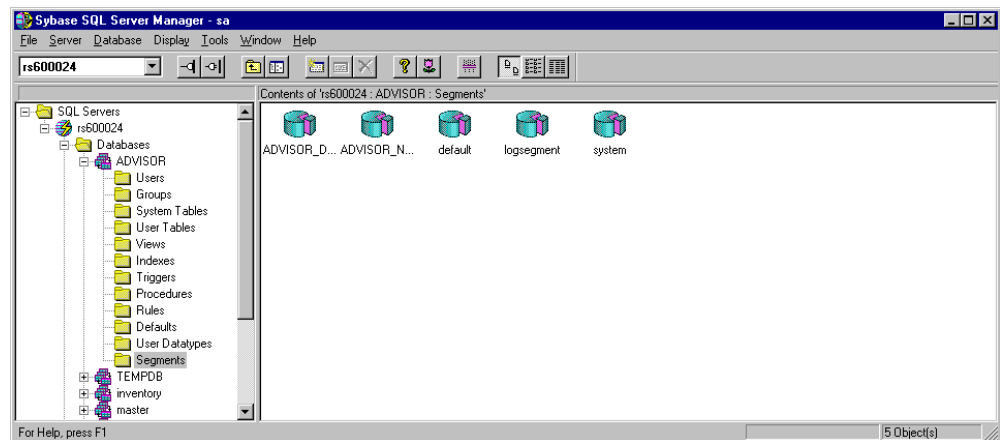 Sybase SQL Server Manager - sa
File Server Database Display Tools Window Help
rs600024
Contents of 'rs600024 : ADVISOR : Segments'
SQL Servers
rs600024
Databases
ADVISOR
Users
Groups
System Tables
User Tables
Views
Indexes
Triggers
Procedures
Rules
Defaults
User Datatypes
Segments
TEMPDB
inventory
master
ADVISOR_D... ADVISOR_N... default logsegment system
For Help, press F1
5 Object(s)